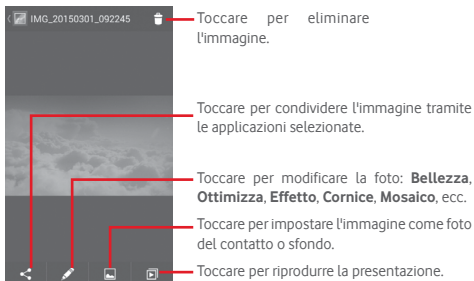 IMG_20150301_092245
Toccare per eliminare
l'immagine.
Toccare per condividere l'immagine tramite
le applicazioni selezionate.
Toccare per modificare la foto: Bellezza,
Ottimizza, Effetto, Cornice, Mosaico, ecc.
Toccare per impostare l'immagine come foto
del contatto o sfondo.
Toccare per riprodurre la presentazione.